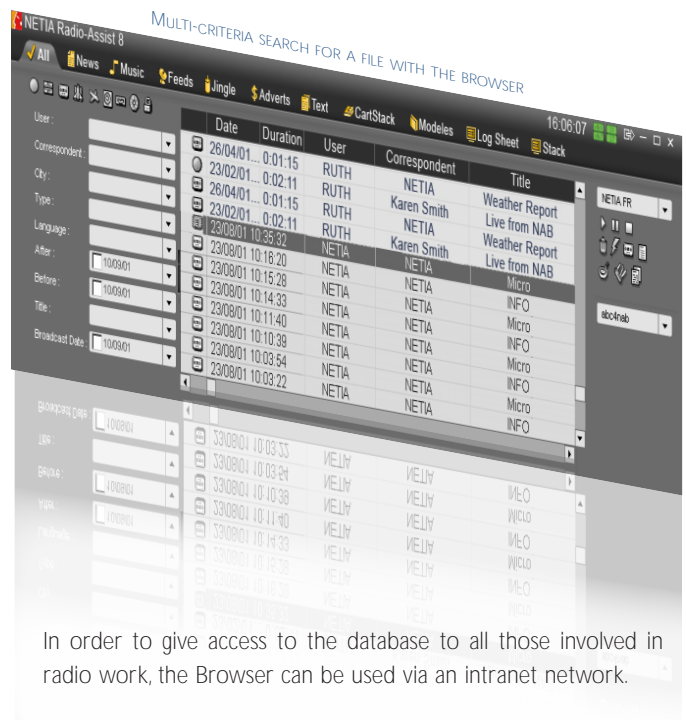 MULTI-CRITERIA SEARCH FOR A FILE WITH THE BROWSER
NETIA Radio-Assist 8
16:06:07
All News Music Feeds Jingle Adverts Text CartStack Modeles Log Sheet Stack
User :
Correspondent :
City :
Type :
Language :
After : 10/09/01
Before : 10/09/01
Title :
Broadcast Date : 10/09/01
Date Duration User Correspondent Title
26/04/01... 0:01:15 RUTH NETIA Weather Report
23/02/01... 0:02:11 RUTH Karen Smith Live from NAB
26/04/01... 0:01:15 RUTH NETIA Weather Report
23/02/01... 0:02:11 RUTH Karen Smith Live from NAB
23/08/01 10:35:32 NETIA NETIA Micro
23/08/01 10:16:20 NETIA NETIA INFO
23/08/01 10:15:28 NETIA NETIA Micro
23/08/01 10:14:33 NETIA NETIA INFO
23/08/01 10:11:40 NETIA NETIA Micro
23/08/01 10:10:39 NETIA NETIA INFO
23/08/01 10:03:54 NETIA NETIA Micro
23/08/01 10:03:22 NETIA NETIA INFO
NETIA FR
abc4nab
In order to give access to the database to all those involved in
radio work, the Browser can be used via an intranet network.